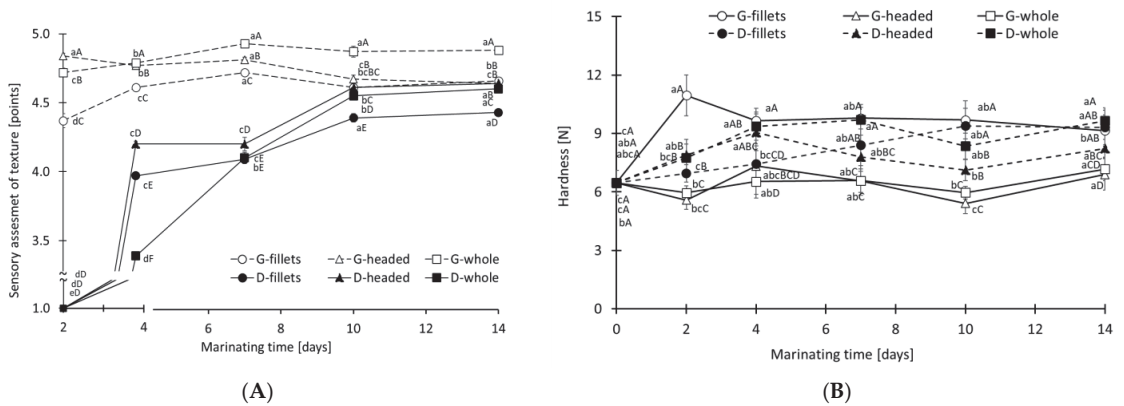 5.0
4.5
4.0
3.5
1.0
Sensory assesmet of texture [points]
aA
cB
dC
bA
bB
cC
aA
aB
aC
aA
cB
bcBC
bC
bD
aE
aA
bB
cB
aB
aC
aD
cD
cE
dF
cD
cE
bE
dD
dD
eD
G-fillets G-headed G-whole
D-fillets D-headed D-whole
2 4 6 8 10 12 14
Marinating time [days]
(A)
15
12
9
6
3
0
Hardness [N]
G-fillets G-headed G-whole
D-fillets D-headed D-whole
cA
abA
abcA
cA
cA
bA
aA
abB
bcB
cB
bC
bcC
aA
aAB
aABC
bcCD
abcBCD
abD
abA
aA
abAB
abBC
abC
abC
abA
abA
abB
bB
bC
cC
aA
aAB
bAB
aBC
aCD
aD
0 2 4 6 8 10 12 14
Marinating time [days]
(B)